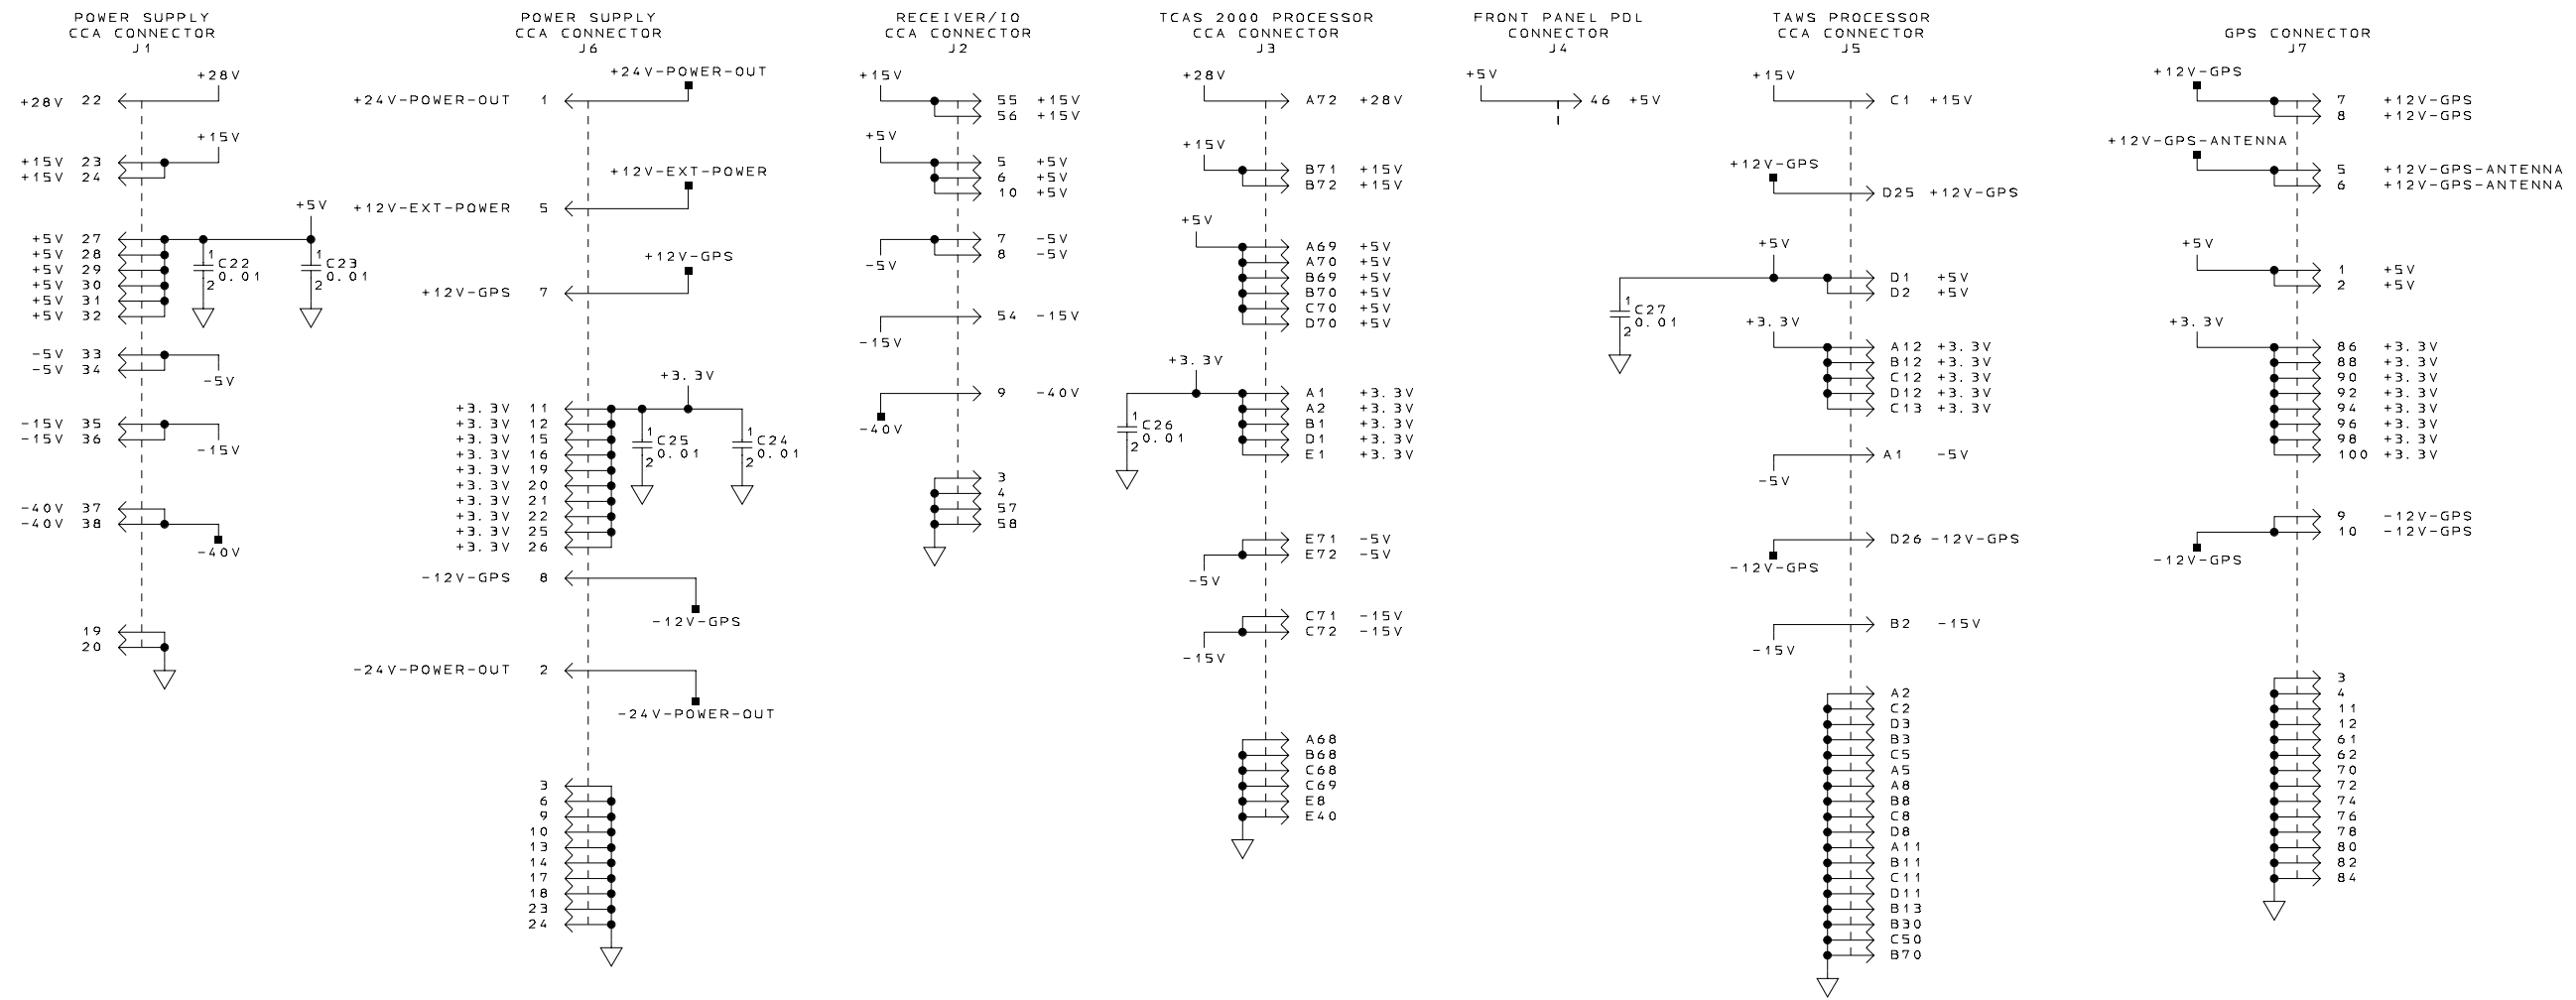 POWER SUPPLY
CCA CONNECTOR
J1
+28V
+28V 22
+15V
+15V 23
+15V 24
+5V
+5V 27
+5V 28
+5V 29
+5V 30
+5V 31
+5V 32
1
C22
0.01
2
1
C23
0.01
2
-5V 33
-5V 34
-5V
-15V 35
-15V 36
-15V
-40V 37
-40V 38
-40V
19
20
POWER SUPPLY
CCA CONNECTOR
J6
+24V-POWER-OUT
+24V-POWER-OUT 1
+12V-EXT-POWER
+12V-EXT-POWER 5
+12V-GPS
+12V-GPS 7
+3.3V
+3.3V 11
+3.3V 12
+3.3V 15
+3.3V 16
+3.3V 19
+3.3V 20
+3.3V 21
+3.3V 22
+3.3V 25
+3.3V 26
1
C25
0.01
2
1
C24
0.01
2
-12V-GPS 8
-12V-GPS
-24V-POWER-OUT 2
-24V-POWER-OUT
3
6
9
10
13
14
17
18
23
24
RECEIVER/IO
CCA CONNECTOR
J2
+15V
55 +15V
56 +15V
+5V
5 +5V
6 +5V
10 +5V
7 -5V
8 -5V
-5V
54 -15V
-15V
9 -40V
-40V
3
4
57
58
TCAS 2000 PROCESSOR
CCA CONNECTOR
J3
+28V
A72 +28V
+15V
B71 +15V
B72 +15V
+5V
A69 +5V
A70 +5V
B69 +5V
B70 +5V
C70 +5V
D70 +5V
+3.3V
A1 +3.3V
A2 +3.3V
B1 +3.3V
D1 +3.3V
E1 +3.3V
1
C26
0.01
2
E71 -5V
E72 -5V
-5V
C71 -15V
C72 -15V
-15V
A68
B68
C68
C69
E8
E40
FRONT PANEL PDL
CONNECTOR
J4
+5V
46 +5V
TAWS PROCESSOR
CCA CONNECTOR
J5
+15V
C1 +15V
+12V-GPS
D25 +12V-GPS
+5V
D1 +5V
D2 +5V
1
C27
0.01
2
+3.3V
A12 +3.3V
B12 +3.3V
C12 +3.3V
D12 +3.3V
C13 +3.3V
A1 -5V
-5V
D26 -12V-GPS
-12V-GPS
B2 -15V
-15V
A2
C2
D3
B3
C5
A5
A8
B8
C8
D8
A11
B11
C11
D11
B13
B30
C50
B70
GPS CONNECTOR
J7
+12V-GPS
7 +12V-GPS
8 +12V-GPS
+12V-GPS-ANTENNA
5 +12V-GPS-ANTENNA
6 +12V-GPS-ANTENNA
+5V
1 +5V
2 +5V
+3.3V
86 +3.3V
88 +3.3V
90 +3.3V
92 +3.3V
94 +3.3V
96 +3.3V
98 +3.3V
100 +3.3V
9 -12V-GPS
10 -12V-GPS
-12V-GPS
3
4
11
12
61
62
70
72
74
76
78
80
82
84